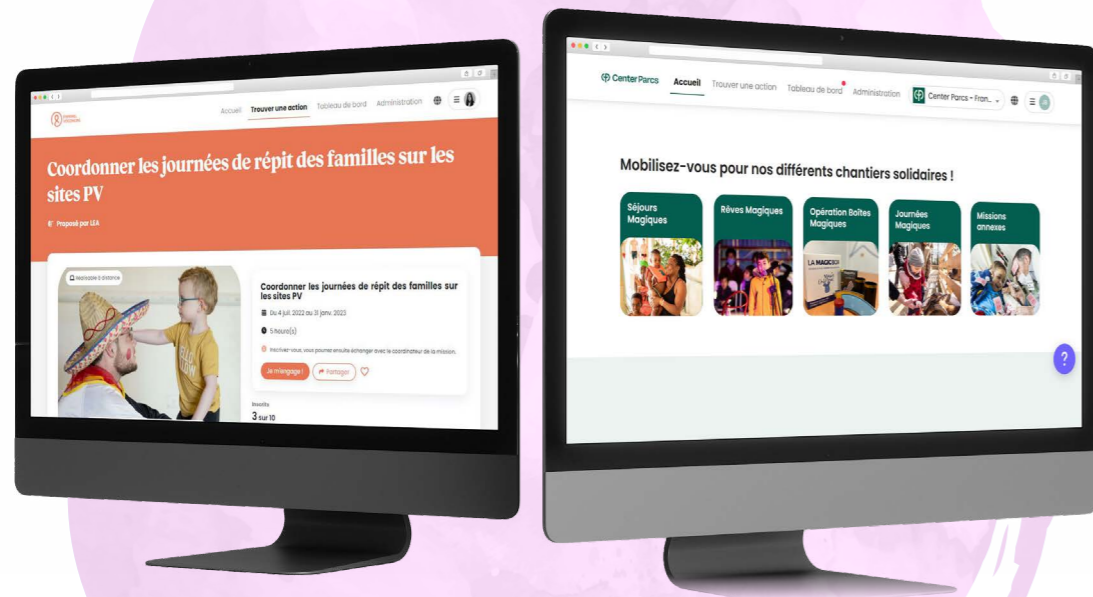 Accueil
Trouver une action
Tableau de bord
Administration
Coordonner les journées de répit des familles sur les
sites PV
Proposé par LEA
Réalisable à distance
Coordonner les journées de répit des familles sur
les sites PV
Du 4 juil. 2022 au 31 janv. 2023
5 heure(s)
Inscrivez-vous, vous pourrez ensuite échanger avec le coordinateur de la mission.
Je m'engage !
Partager
Inscrits
3 sur 10
HELLO
CenterParcs
Accueil
Trouver une action
Tableau de bord
Administration
Center Parcs - Fran...
Mobilisez-vous pour nos différents chantiers solidaires !
Séjours
Magiques
Rêves Magiques
Opération Boîtes
Magiques
Journées
Magiques
Missions
annexes
LA MAGICBOX
?